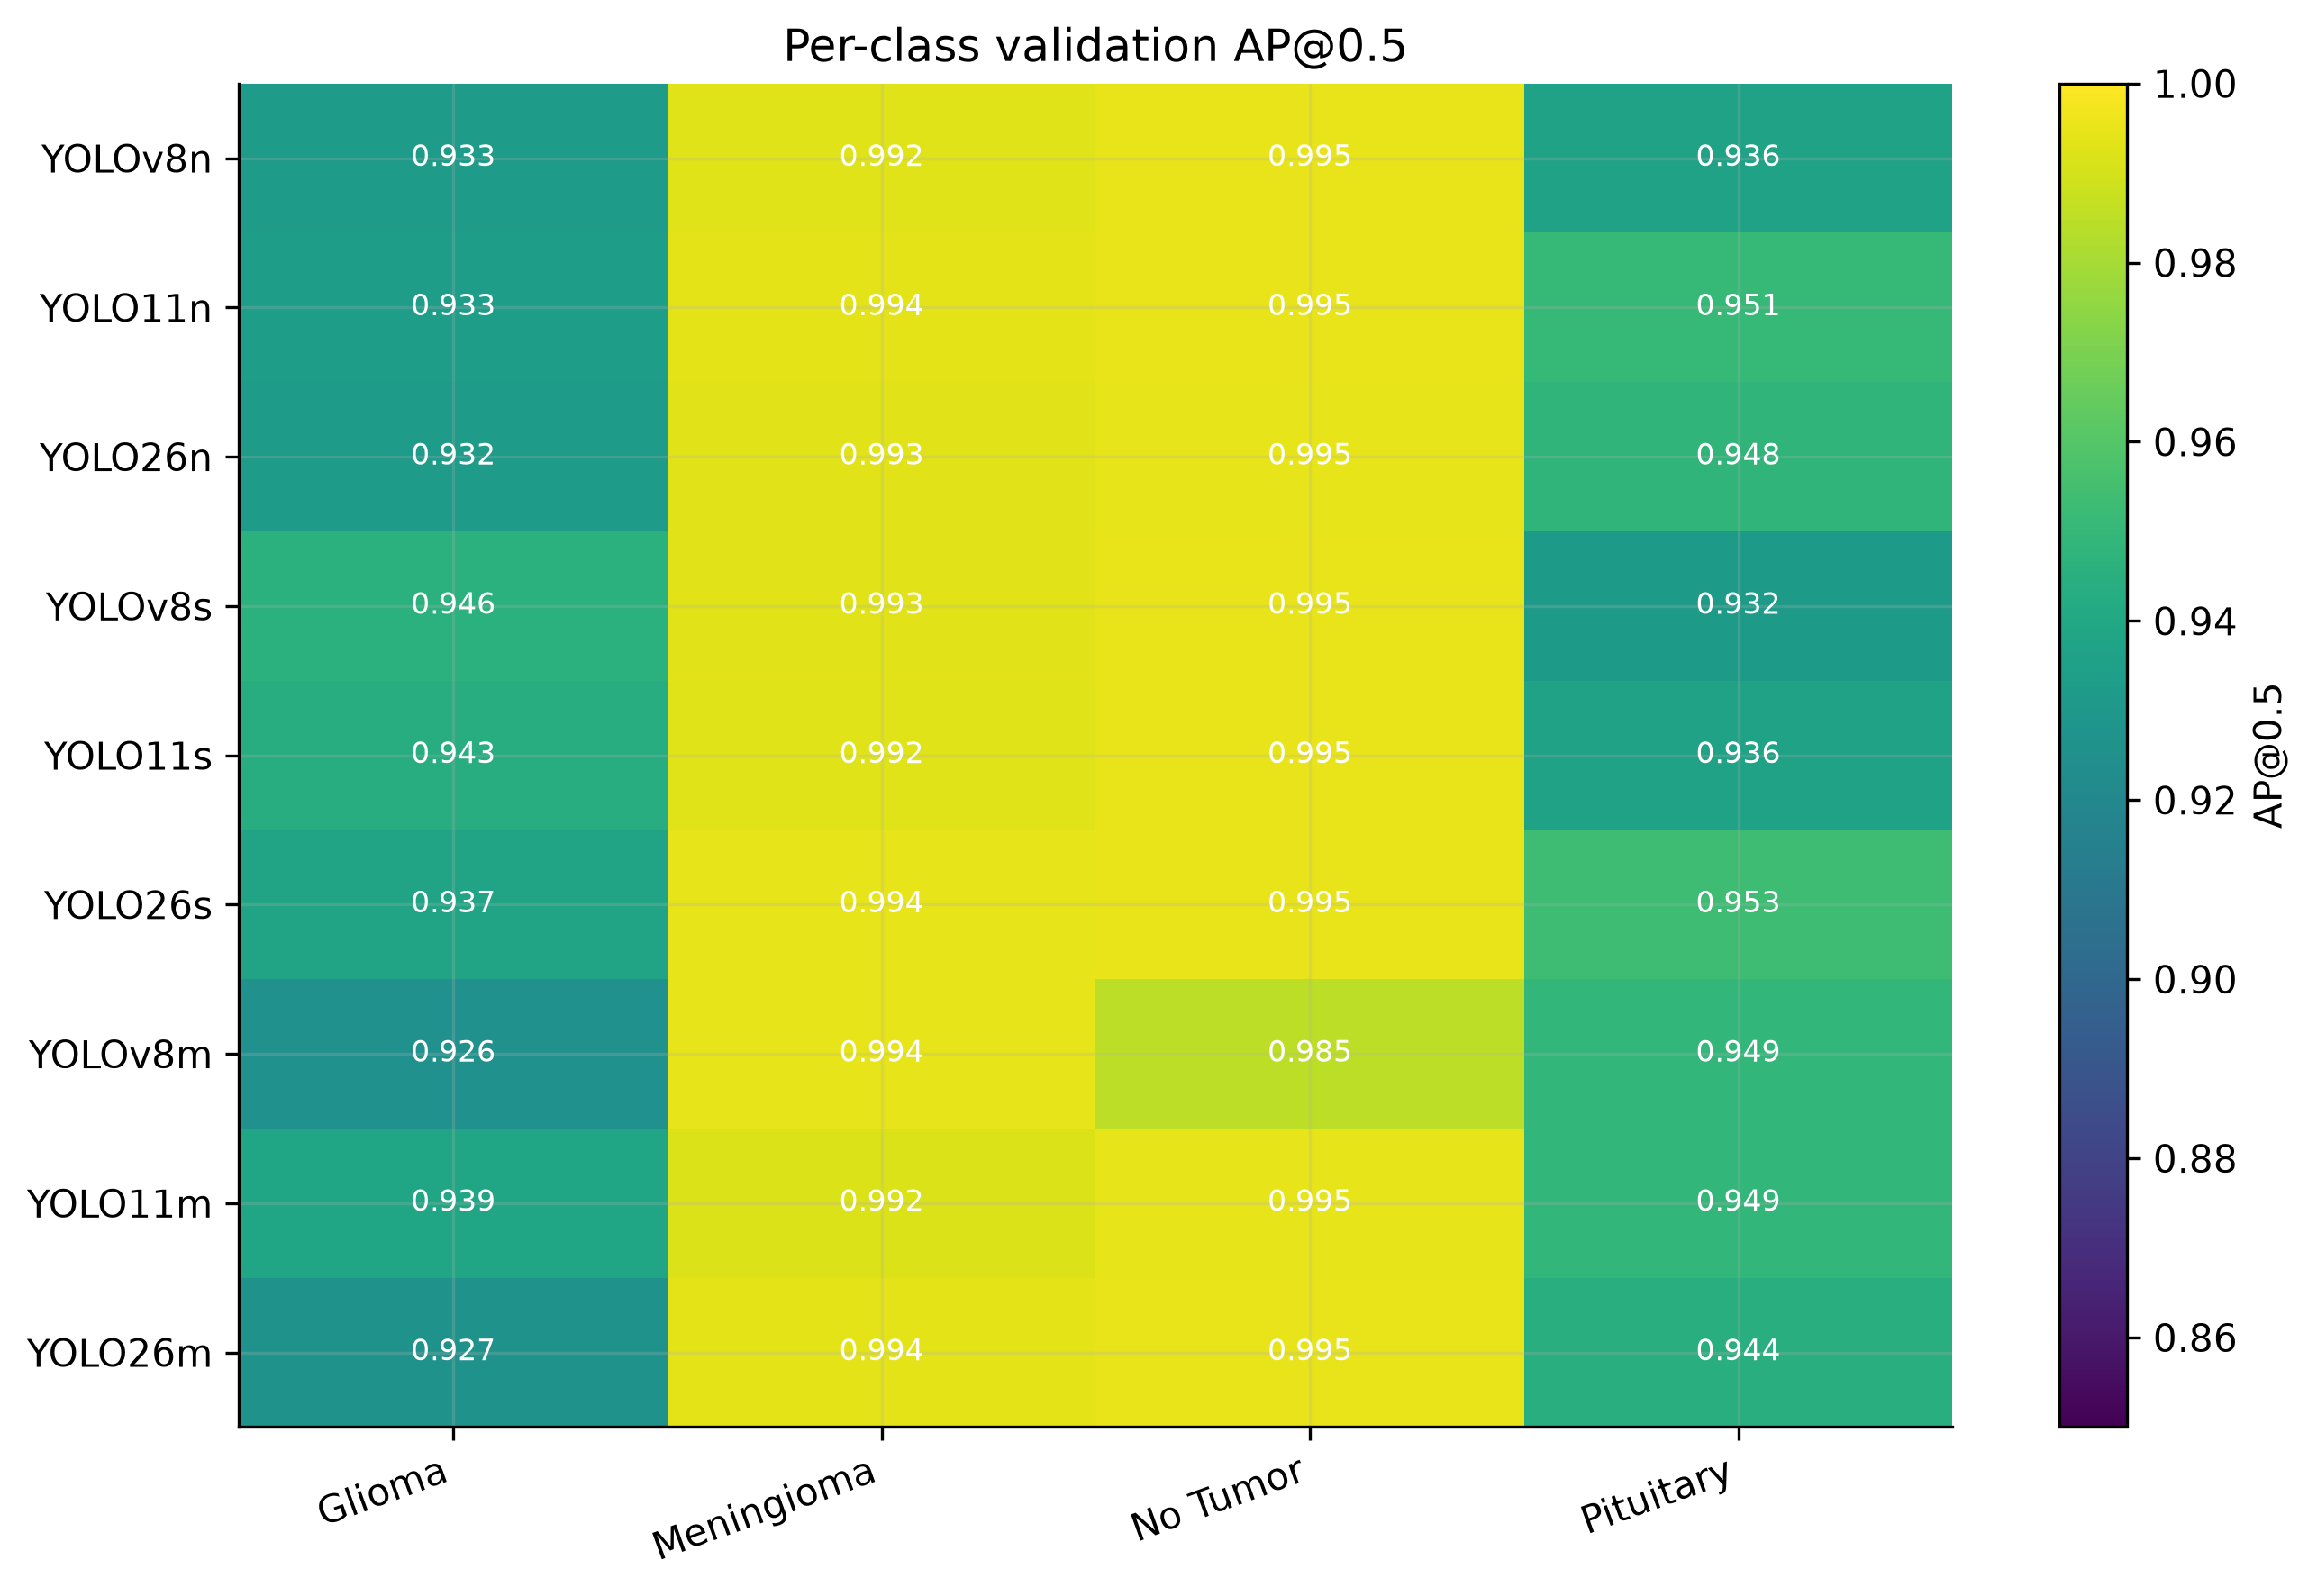 Per-class validation AP@0.5
YOLOv8n 0.933 0.992 0.995 0.936
YOLO11n 0.933 0.994 0.995 0.951
YOLO26n 0.932 0.993 0.995 0.948
YOLOv8s 0.946 0.993 0.995 0.932
YOLO11s 0.943 0.992 0.995 0.936
YOLO26s 0.937 0.994 0.995 0.953
YOLOv8m 0.926 0.994 0.985 0.949
YOLO11m 0.939 0.992 0.995 0.949
YOLO26m 0.927 0.994 0.995 0.944
Glioma Meningioma No Tumor Pituitary
1.00
0.98
0.96
0.94
0.92
0.90
0.88
0.86
AP@0.5